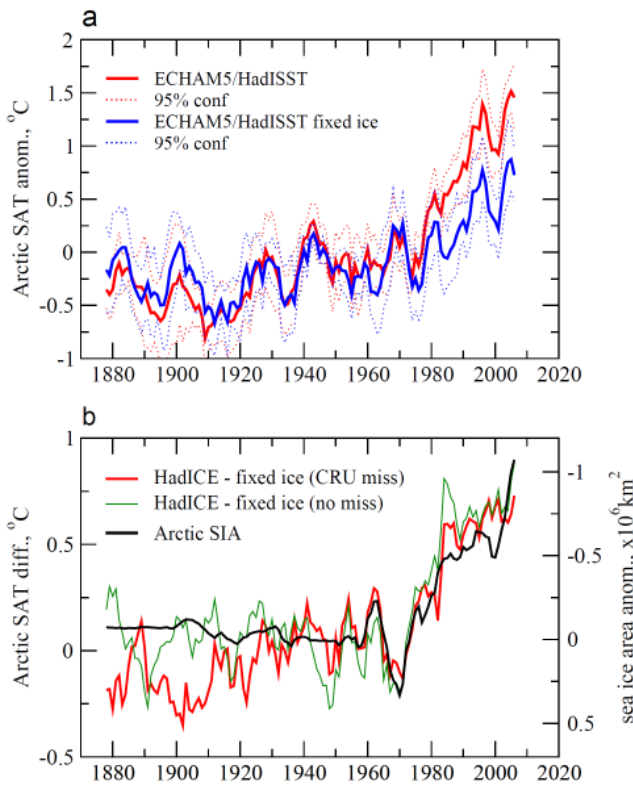 a
2
1.5
1
0.5
0
-0.5
-1
Arctic SAT anom., °C
ECHAM5/HadISST
95% conf
ECHAM5/HadISST fixed ice
95% conf
1880 1900 1920 1940 1960 1980 2000 2020
b
1
0.5
0
-0.5
Arctic SAT diff., °C
HadICE - fixed ice (CRU miss)
HadICE - fixed ice (no miss)
Arctic SIA
-1
-0.5
0
0.5
sea ice area anom., x10⁶km²
1880 1900 1920 1940 1960 1980 2000 2020